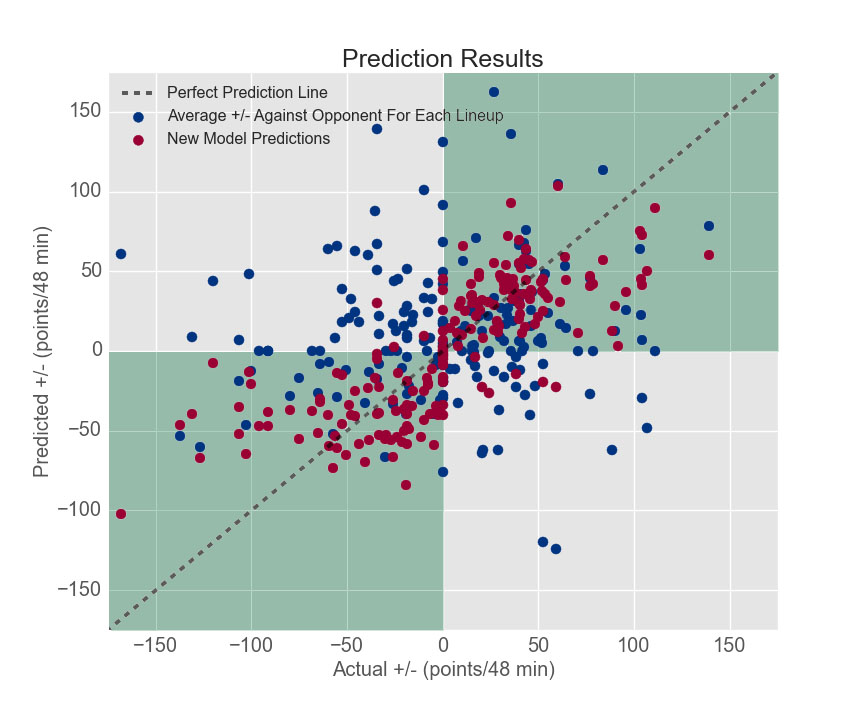 Prediction Results
Perfect Prediction Line
Average +/- Against Opponent For Each Lineup
New Model Predictions
150
100
50
0
−50
−100
−150
Predicted +/- (points/48 min)
−150 −100 −50 0 50 100 150
Actual +/- (points/48 min)